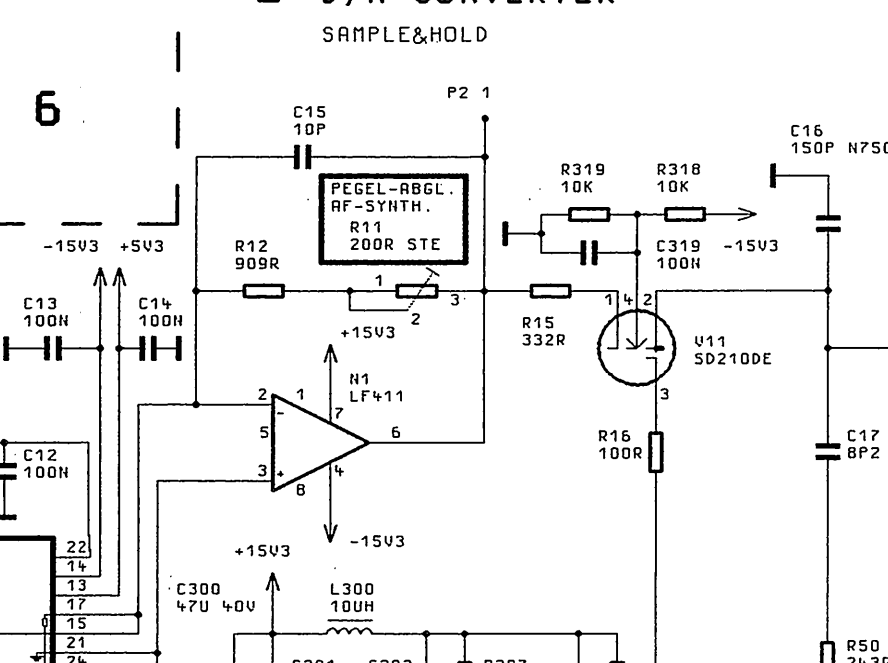 D/A CONVERTER
SAMPLE&HOLD
6
P2 1
C15
10P
C16
150P N750
R319
10K
R318
10K
PEGEL-ABGL.
AF-SYNTH.
R11
200R STE
-15V3
+5V3
R12
909R
C319
100N
-15V3
1
3
2
1
4
2
C13
100N
C14
100N
R15
332R
+15V3
V11
SD210DE
N1
LF411
2
1
7
3
5
6
R16
100R
C17
8P2
C12
100N
3
4
8
+15V3
-15V3
22
14
13
17
15
21
24
C300
47U 40V
L300
10UH
R50